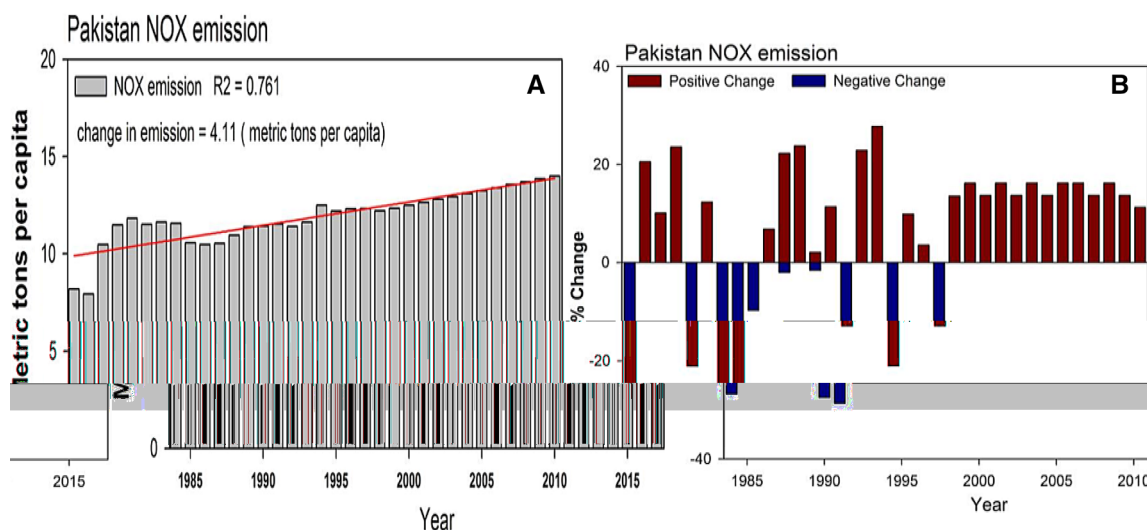 Pakistan NOX emission
20
NOX emission R2 = 0.761
A
change in emission = 4.11 ( metric tons per capita)
15
10
5
0
etric tons per capita
M
2015
1985
1990
1995
2000
2005
2010
2015
Year
Pakistan NOX emission
40
Positive Change
Negative Change
B
20
0
-20
-40
% Change
1985
1990
1995
2000
2005
2010
Year